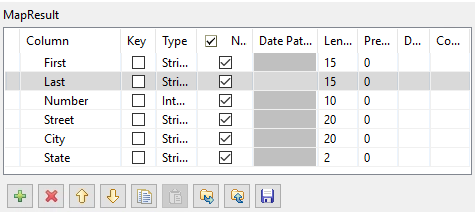 MapResult
Column Key Type N.. Date Pat... Len... Pre... D... Co...
First Stri... 15 0
Last Stri... 15 0
Number Int... 10 0
Street Stri... 20 0
City Stri... 20 0
State Stri... 2 0